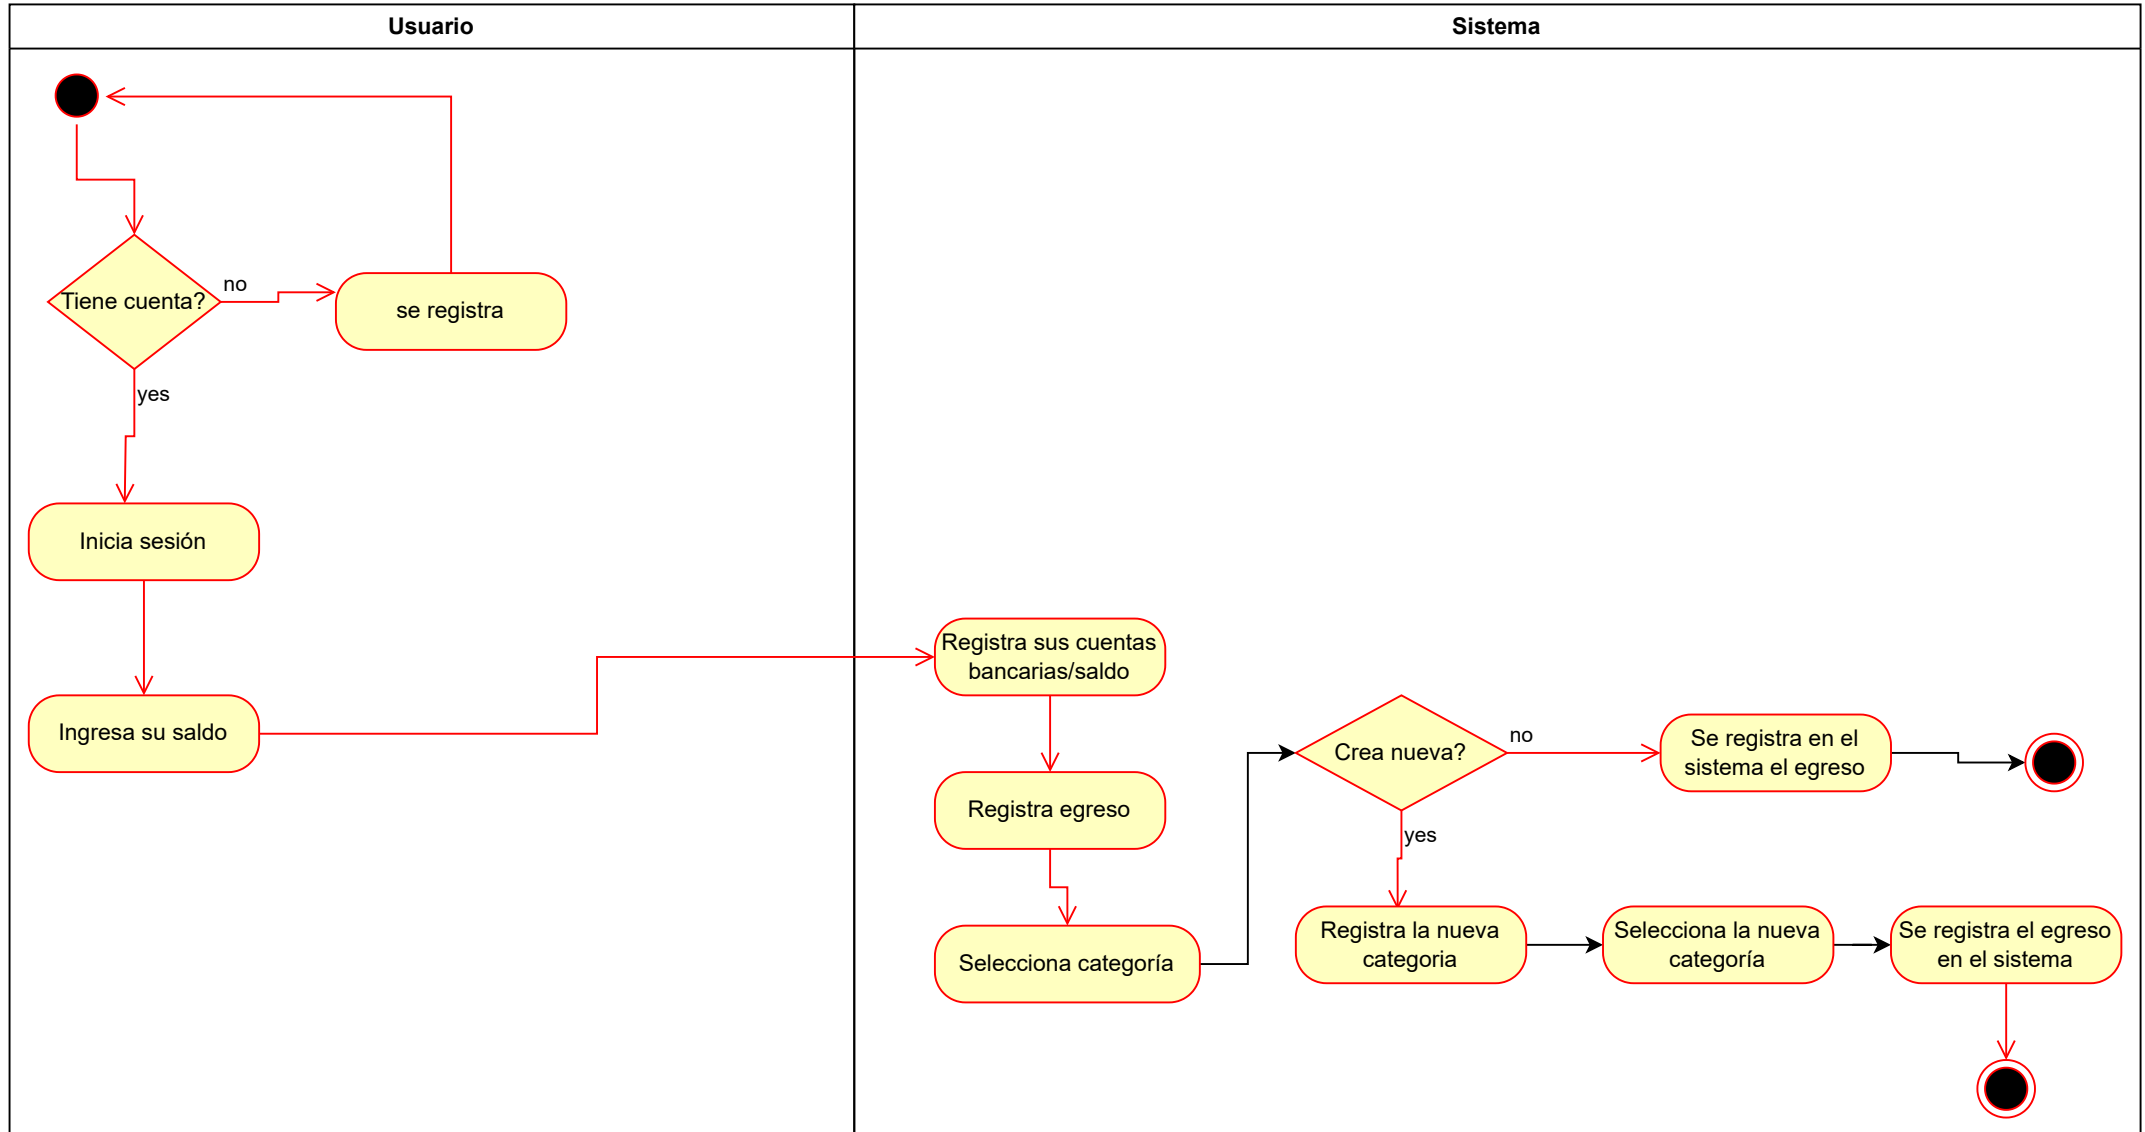 Usuario
Sistema
Tiene cuenta?
no
se registra
yes
Inicia sesión
Ingresa su saldo
Registra sus cuentas
bancarias/saldo
Registra egreso
Selecciona categoría
Crea nueva?
no
Se registra en el
sistema el egreso
yes
Registra la nueva
categoria
Selecciona la nueva
categoría
Se registra el egreso
en el sistema